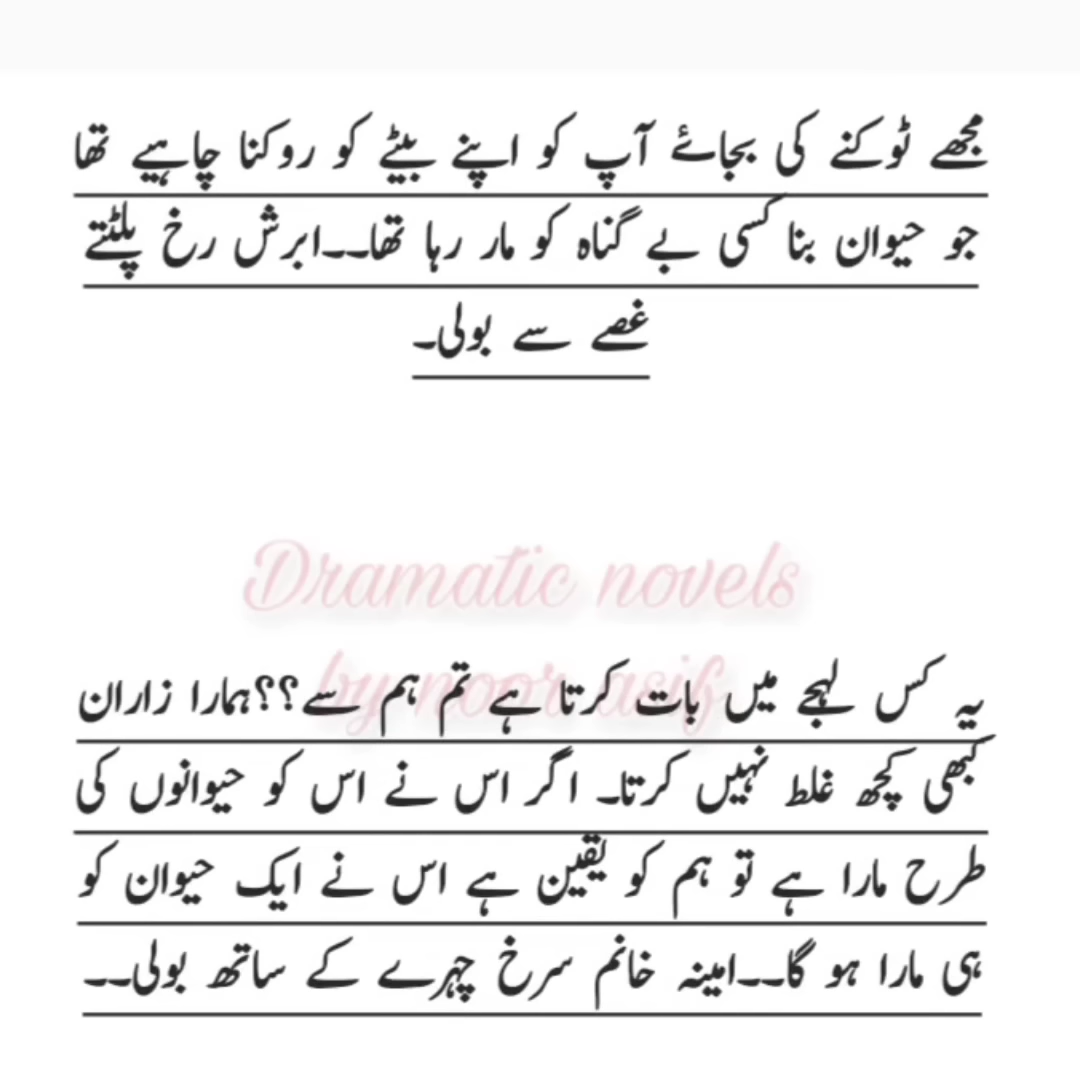 مجھے ٹوکنے کی بجائے آپ کو اپنے بیٹے کو روکنا چاہیے تھا
جو حیوان بنا کسی بے گناہ کو مار رہا تھا۔۔ابرش رخ پلٹتے
غصے سے بولی۔
Dramatic novels
by noor asif
یہ کس لہجے میں بات کرتا ہے تم ہم سے؟؟ہمارا زاران
کبھی کچھ غلط نہیں کرتا۔ اگر اس نے اس کو حیوانوں کی
طرح مارا ہے تو ہم کو یقین ہے اس نے ایک حیوان کو
ہی مارا ہو گا۔۔امینہ خانم سرخ چہرے کے ساتھ بولی۔۔